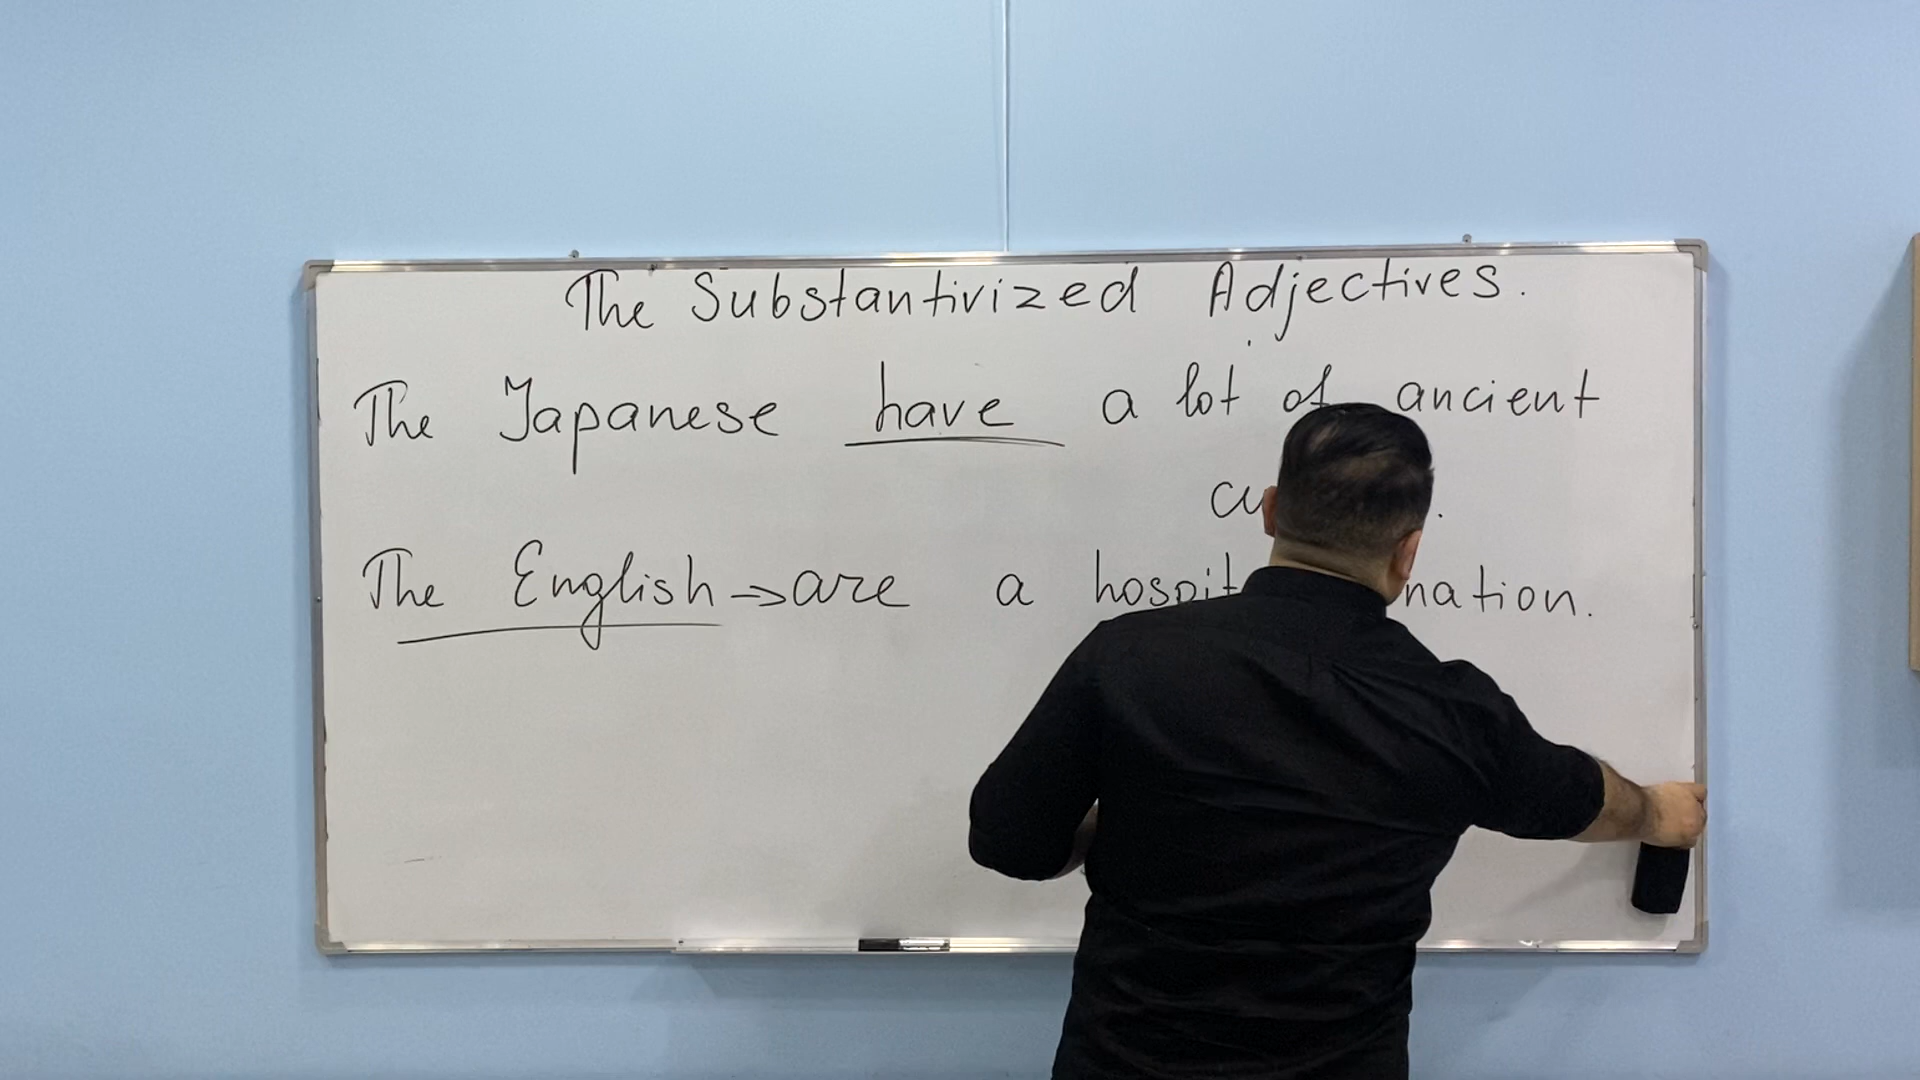 The Substantivized Adjectives.
The Japanese have a lot of ancient
The English → are a nation.